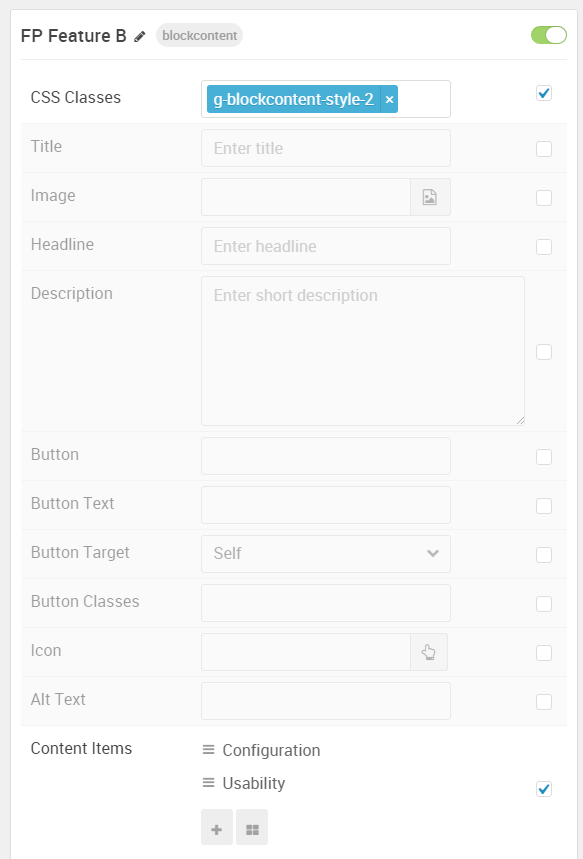 FP Feature B blockcontent
CSS Classes g-blockcontent-style-2 ×
Title Enter title
Image
Headline Enter headline
Description Enter short description
Button
Button Text
Button Target Self
Button Classes
Icon
Alt Text
Content Items Configuration
Usability